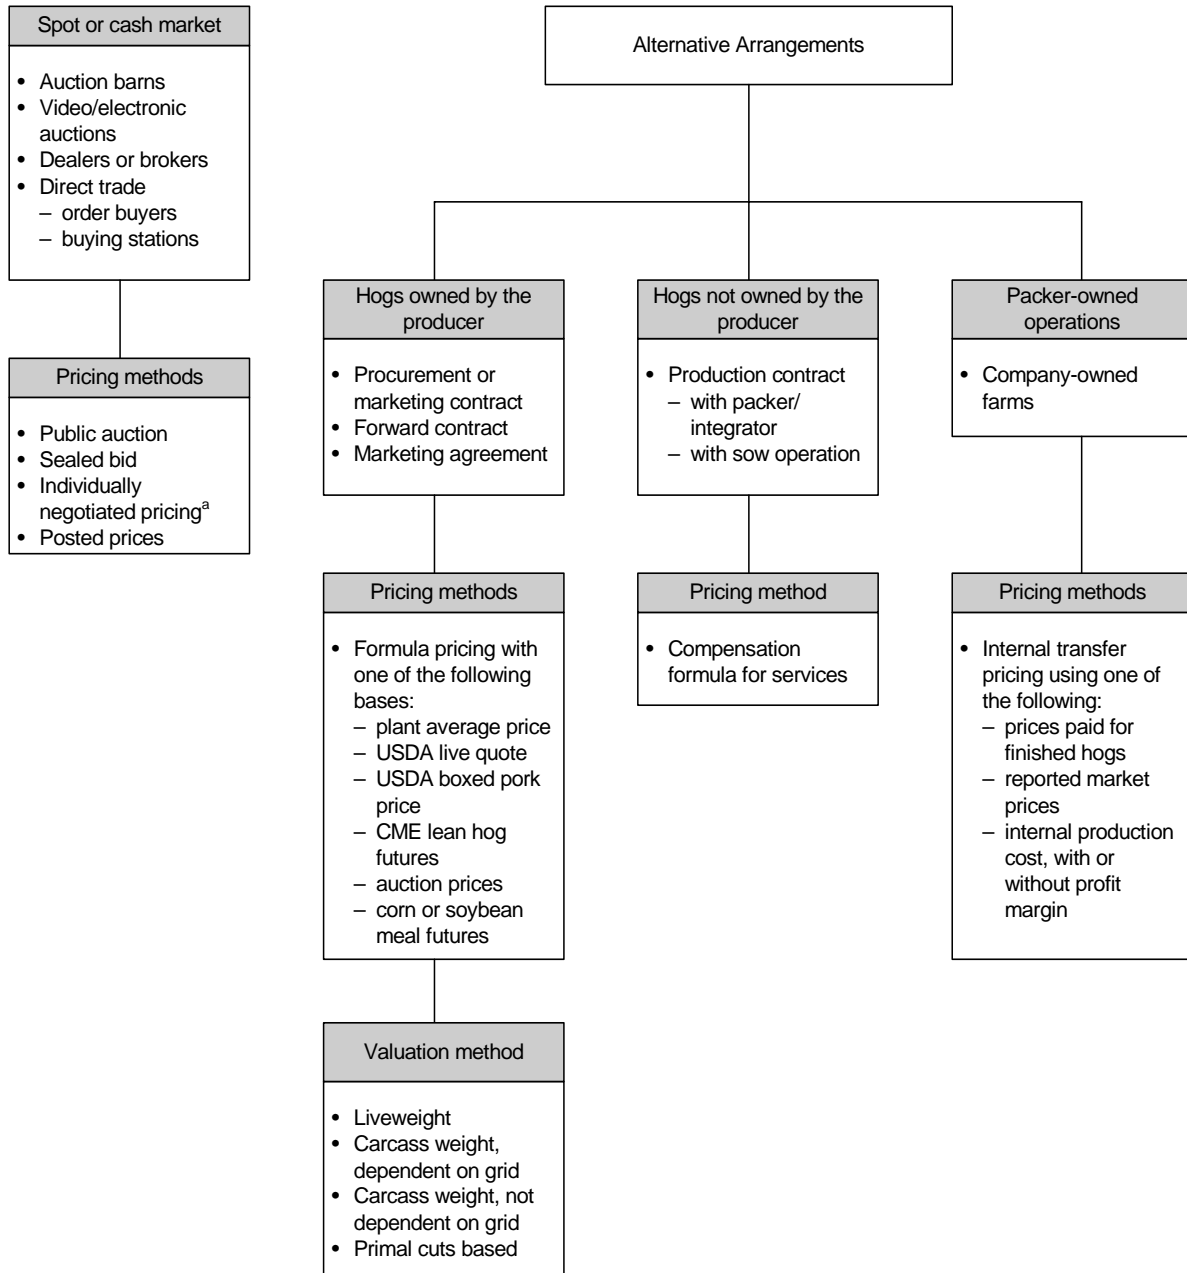 Spot or cash market
• Auction barns
• Video/electronic
auctions
• Dealers or brokers
• Direct trade
– order buyers
– buying stations
Pricing methods
• Public auction
• Sealed bid
• Individually
negotiated pricingᵃ
• Posted prices
Alternative Arrangements
Hogs owned by the
producer
• Procurement or
marketing contract
• Forward contract
• Marketing agreement
Pricing methods
• Formula pricing with
one of the following
bases:
– plant average price
– USDA live quote
– USDA boxed pork
price
– CME lean hog
futures
– auction prices
– corn or soybean
meal futures
Valuation method
• Liveweight
• Carcass weight,
dependent on grid
• Carcass weight, not
dependent on grid
• Primal cuts based
Hogs not owned by the
producer
• Production contract
– with packer/
integrator
– with sow operation
Pricing method
• Compensation
formula for services
Packer-owned
operations
• Company-owned
farms
Pricing methods
• Internal transfer
pricing using one of
the following:
– prices paid for
finished hogs
– reported market
prices
– internal production
cost, with or
without profit
margin